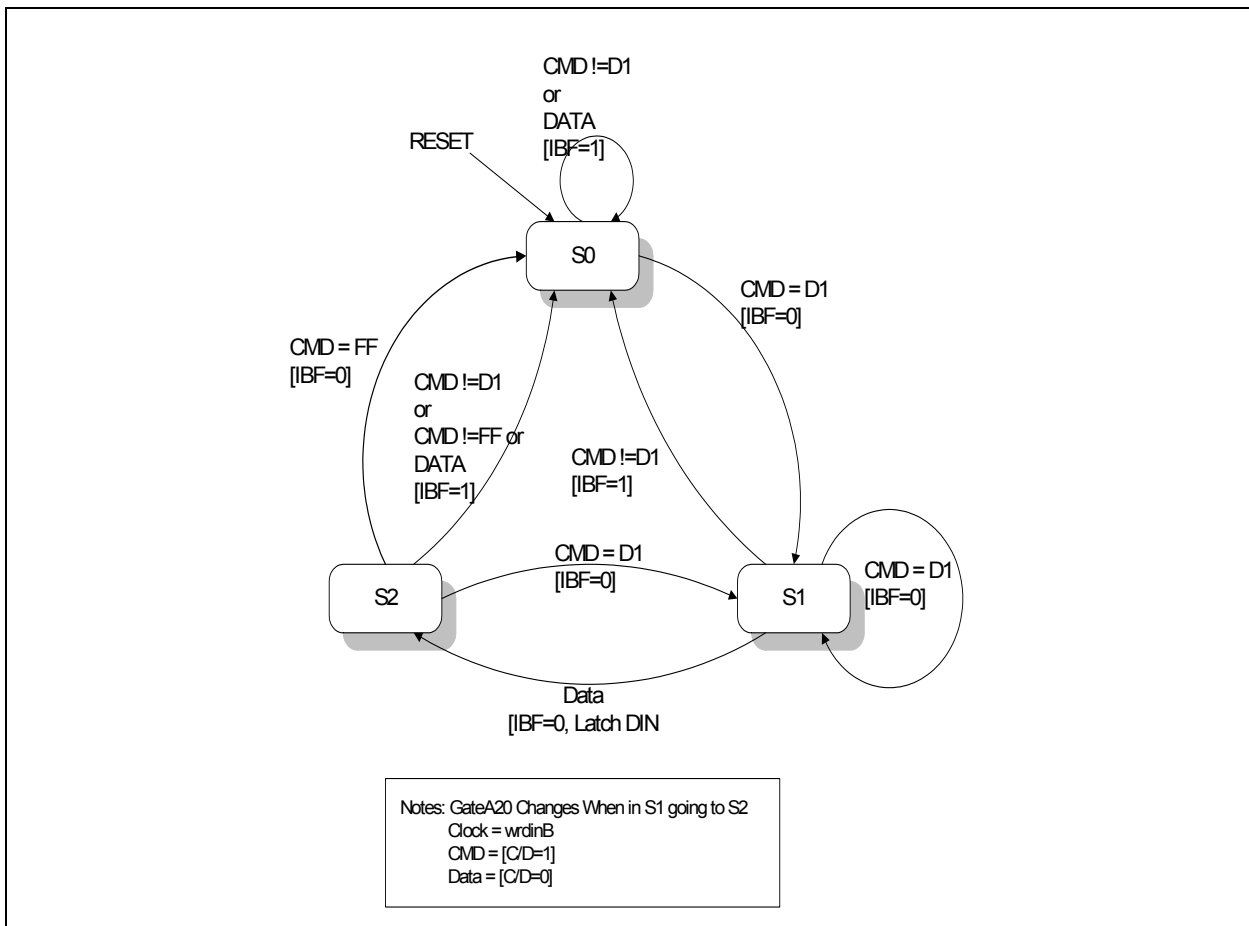 CMD !=D1
or
DATA
[IBF=1]
RESET
S0
CMD = D1
[IBF=0]
CMD = FF
[IBF=0]
CMD !=D1
or
CMD !=FF or
DATA
[IBF=1]
CMD !=D1
[IBF=1]
CMD = D1
[IBF=0]
S2
S1
CMD = D1
[IBF=0]
Data
[IBF=0, Latch DIN
Notes: GateA20 Changes When in S1 going to S2
Clock = wrdinB
CMD = [C/D=1]
Data = [C/D=0]